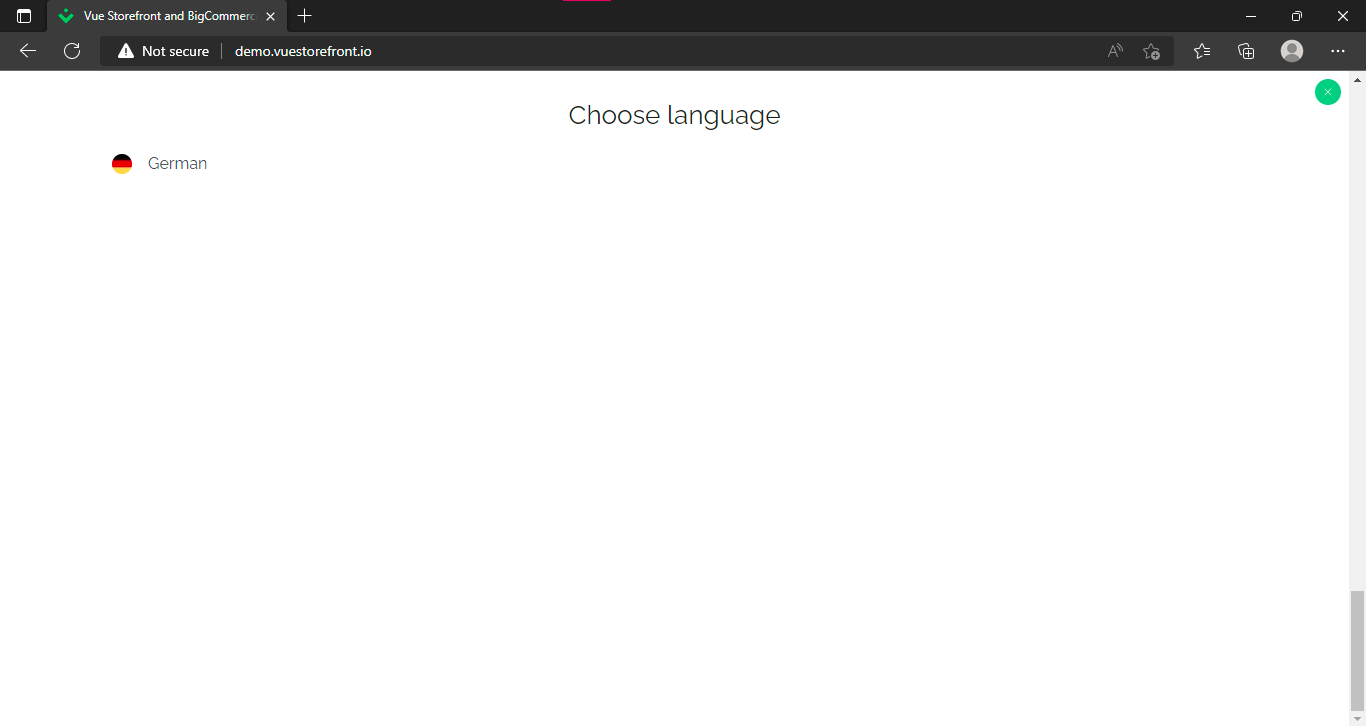 Vue Storefront and BigCommerc
Not secure
demo.vuestorefront.io
Choose language
German